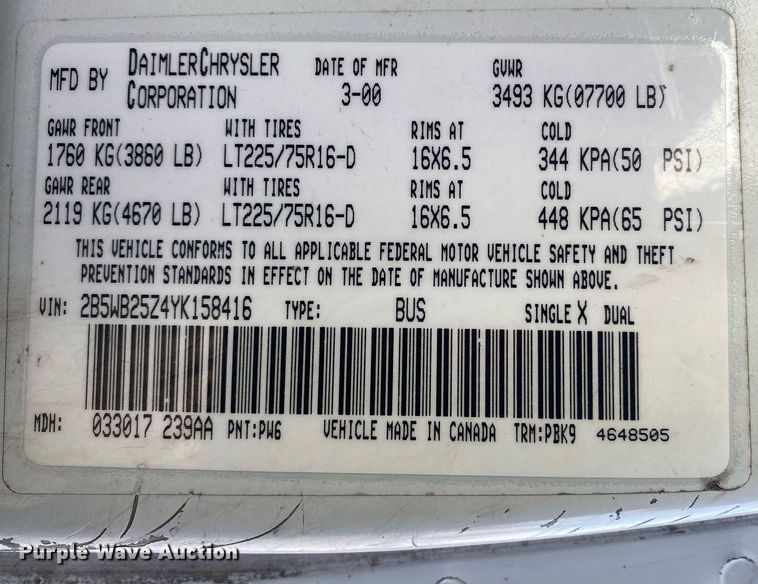 MFD BY DAIMLERCHRYSLER CORPORATION DATE OF MFR 3-00 GVWR 3493 KG(07700 LB)
GAWR FRONT WITH TIRES RIMS AT COLD
1760 KG(3880 LB) LT225/75R16-D 16X6.5 344 KPA(50 PSI)
GAWR REAR WITH TIRES RIMS AT COLD
2119 KG(4670 LB) LT225/75R16-D 16X6.5 448 KPA(65 PSI)
THIS VEHICLE CONFORMS TO ALL APPLICABLE FEDERAL MOTOR VEHICLE SAFETY AND THEFT
PREVENTION STANDARDS IN EFFECT ON THE DATE OF MANUFACTURE SHOWN ABOVE.
VIN: 2B5WB25Z4YK158416 TYPE: BUS SINGLE X DUAL
MDH: 033017 239AA PNT:PW6 VEHICLE MADE IN CANADA TRM:PBK9 4648505
Purple Wave Auction